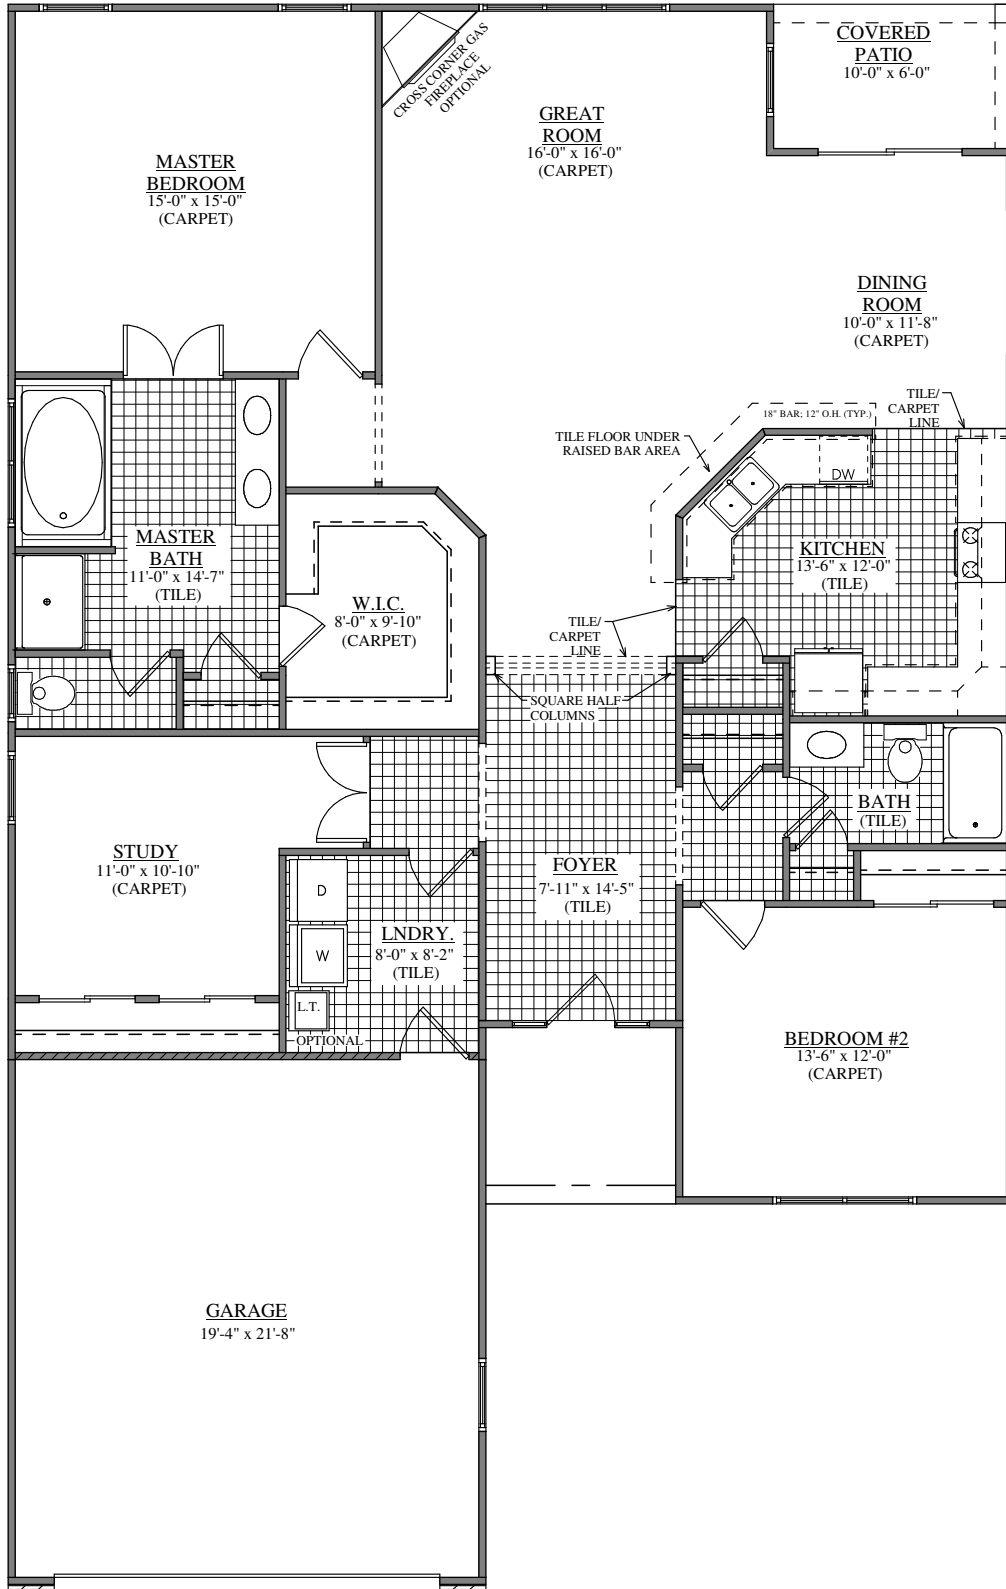 COVERED
PATIO
10'-0" x 6'-0"
CROSS CORNER GAS
FIREPLACE
OPTIONAL
GREAT
ROOM
16'-0" x 16'-0"
(CARPET)
MASTER
BEDROOM
15'-0" x 15'-0"
(CARPET)
DINING
ROOM
10'-0" x 11'-8"
(CARPET)
TILE/
CARPET
LINE
18" BAR; 12" O.H. (TYP.)
TILE FLOOR UNDER
RAISED BAR AREA
DW
MASTER
BATH
11'-0" x 14'-7"
(TILE)
KITCHEN
13'-6" x 12'-0"
(TILE)
W.I.C.
8'-0" x 9'-10"
(CARPET)
TILE/
CARPET
LINE
SQUARE HALF
COLUMNS
BATH
(TILE)
STUDY
11'-0" x 10'-10"
(CARPET)
FOYER
7'-11" x 14'-5"
(TILE)
D
W
LNDRY.
8'-0" x 8'-2"
(TILE)
L.T.
OPTIONAL
BEDROOM #2
13'-6" x 12'-0"
(CARPET)
GARAGE
19'-4" x 21'-8"